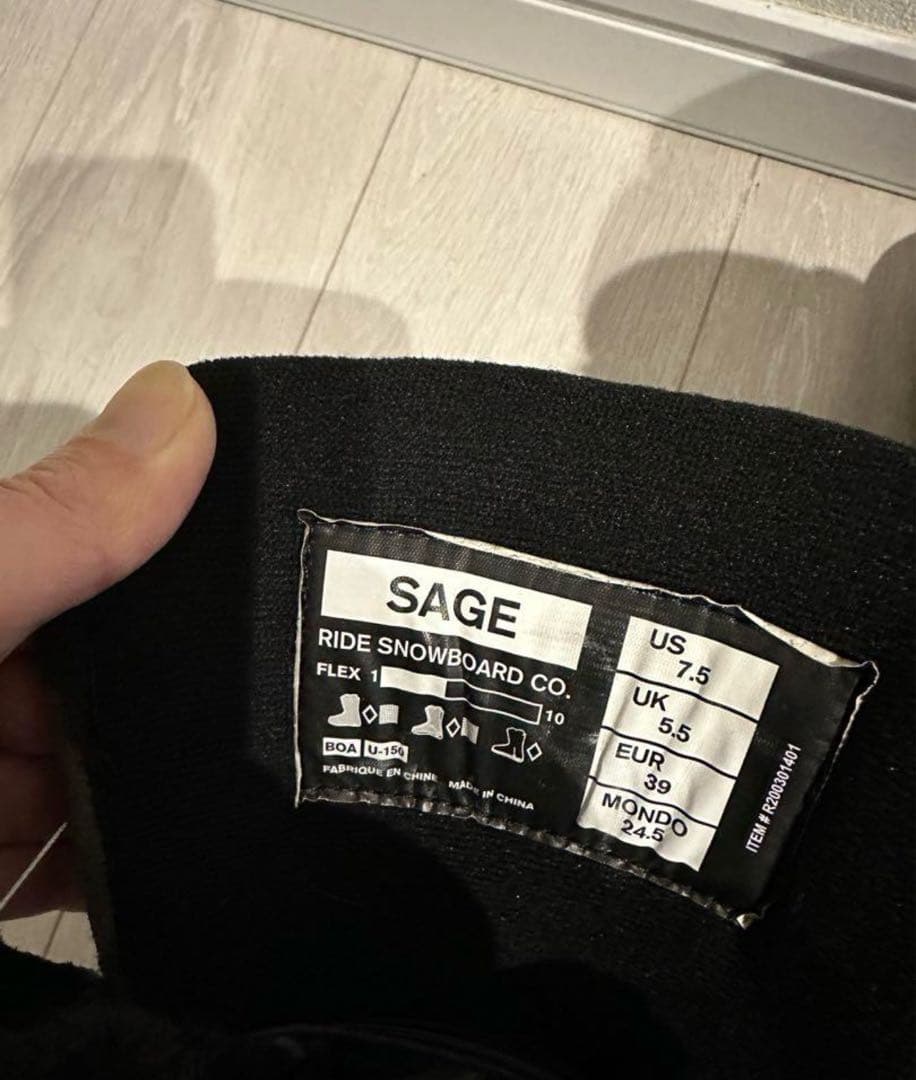 SAGE
RIDE SNOWBOARD CO.
FLEX 1
10
BOA U-150
FABRIQUE EN CHINE MADE IN CHINA
US
7.5
UK
5.5
EUR
39
MONDO
24.5
ITEM # R200301401